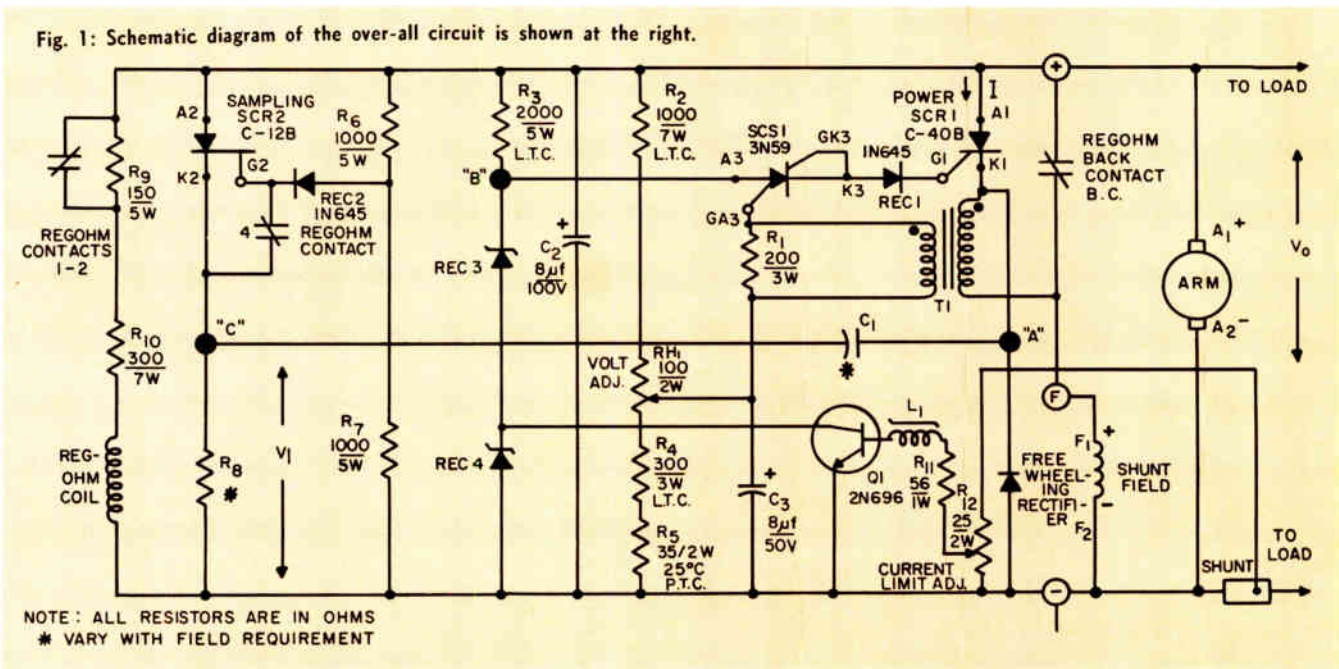 Fig. 1: Schematic diagram of the over-all circuit is shown at the right.
A2
SAMPLING
SCR2
C-12B
G2
K2
REC2
IN645
REGOHM
CONTACT
4
R9
150
5W
REGOHM
CONTACTS
1-2
R10
300
7W
REG-
OHM
COIL
"C"
R8
*
V1
R6
1000
5W
R7
1000
5W
R3
2000
5W
L.T.C.
"B"
REC 3
REC 4
+
C2
8µf
100V
R2
1000
7W
L.T.C.
VOLT
ADJ.
RH1
100
2W
R4
300
3W
L.T.C.
R5
35/2W
25°C
P.T.C.
SCS1
3N59
A3
GK3
K3
GA3
IN645
REC1
POWER
SCR1
C-40B
I
A1
G1
K1
R1
200
3W
T1
C1
*
"A"
+
C3
8µf
50V
Q1
2N696
L1
R11
56
1W
R12
25
2W
CURRENT
LIMIT ADJ.
FREE
WHEEL-
ING
RECTIFI-
ER
+
REGOHM
BACK
CONTACT
B.C.
F
F1
+
SHUNT
FIELD
−
F2
−
A1 +
ARM
A2 −
TO LOAD
Vo
SHUNT
TO
LOAD
NOTE: ALL RESISTORS ARE IN OHMS
* VARY WITH FIELD REQUIREMENT